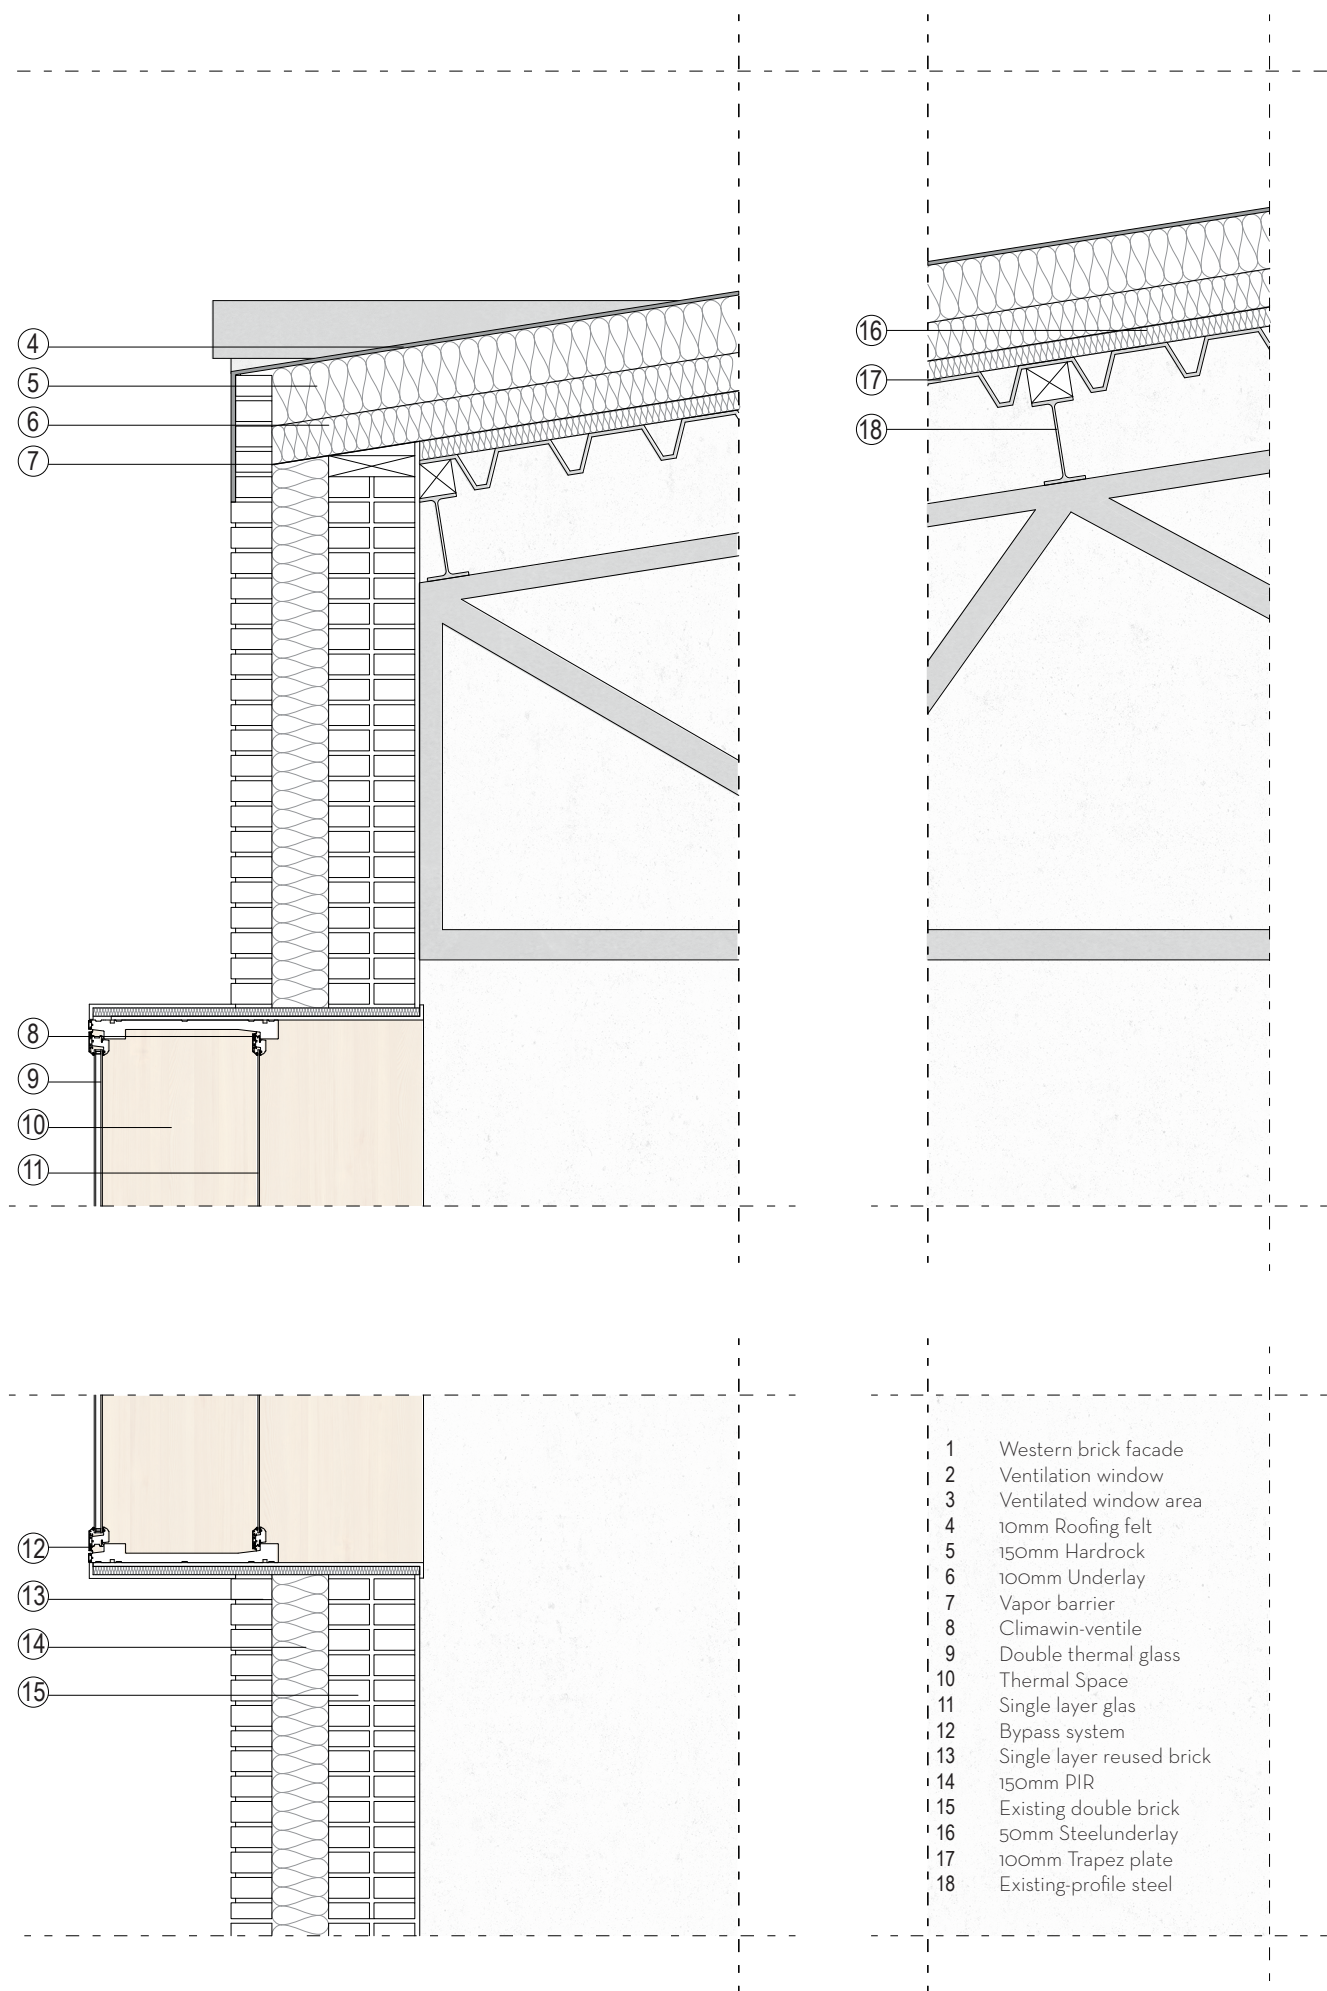 4
5
6
7
16
17
18
8
9
10
11
12
13
14
15
1 Western brick facade
2 Ventilation window
3 Ventilated window area
4 10mm Roofing felt
5 150mm Hardrock
6 100mm Underlay
7 Vapor barrier
8 Climawin-ventile
9 Double thermal glass
10 Thermal Space
11 Single layer glas
12 Bypass system
13 Single layer reused brick
14 150mm PIR
15 Existing double brick
16 50mm Steelunderlay
17 100mm Trapez plate
18 Existing-profile steel